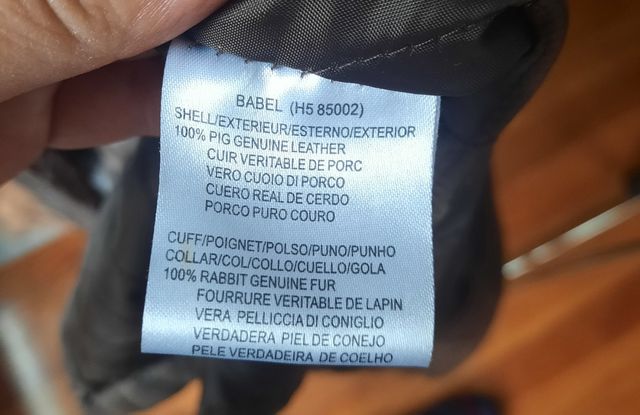 BABEL (H5 85002)
SHELL/EXTERIEUR/ESTERNO/EXTERIOR
100% PIG GENUINE LEATHER
CUIR VERITABLE DE PORC
VERO CUOIO DI PORCO
CUERO REAL DE CERDO
PORCO PURO COURO
CUFF/POIGNET/POLSO/PUNO/PUNHO
COLLAR/COL/COLLO/CUELLO/GOLA
100% RABBIT GENUINE FUR
FOURRURE VERITABLE DE LAPIN
VERA PELLICCIA DI CONIGLIO
VERDADERA PIEL DE CONEJO
PELE VERDADEIRA DE COELHO